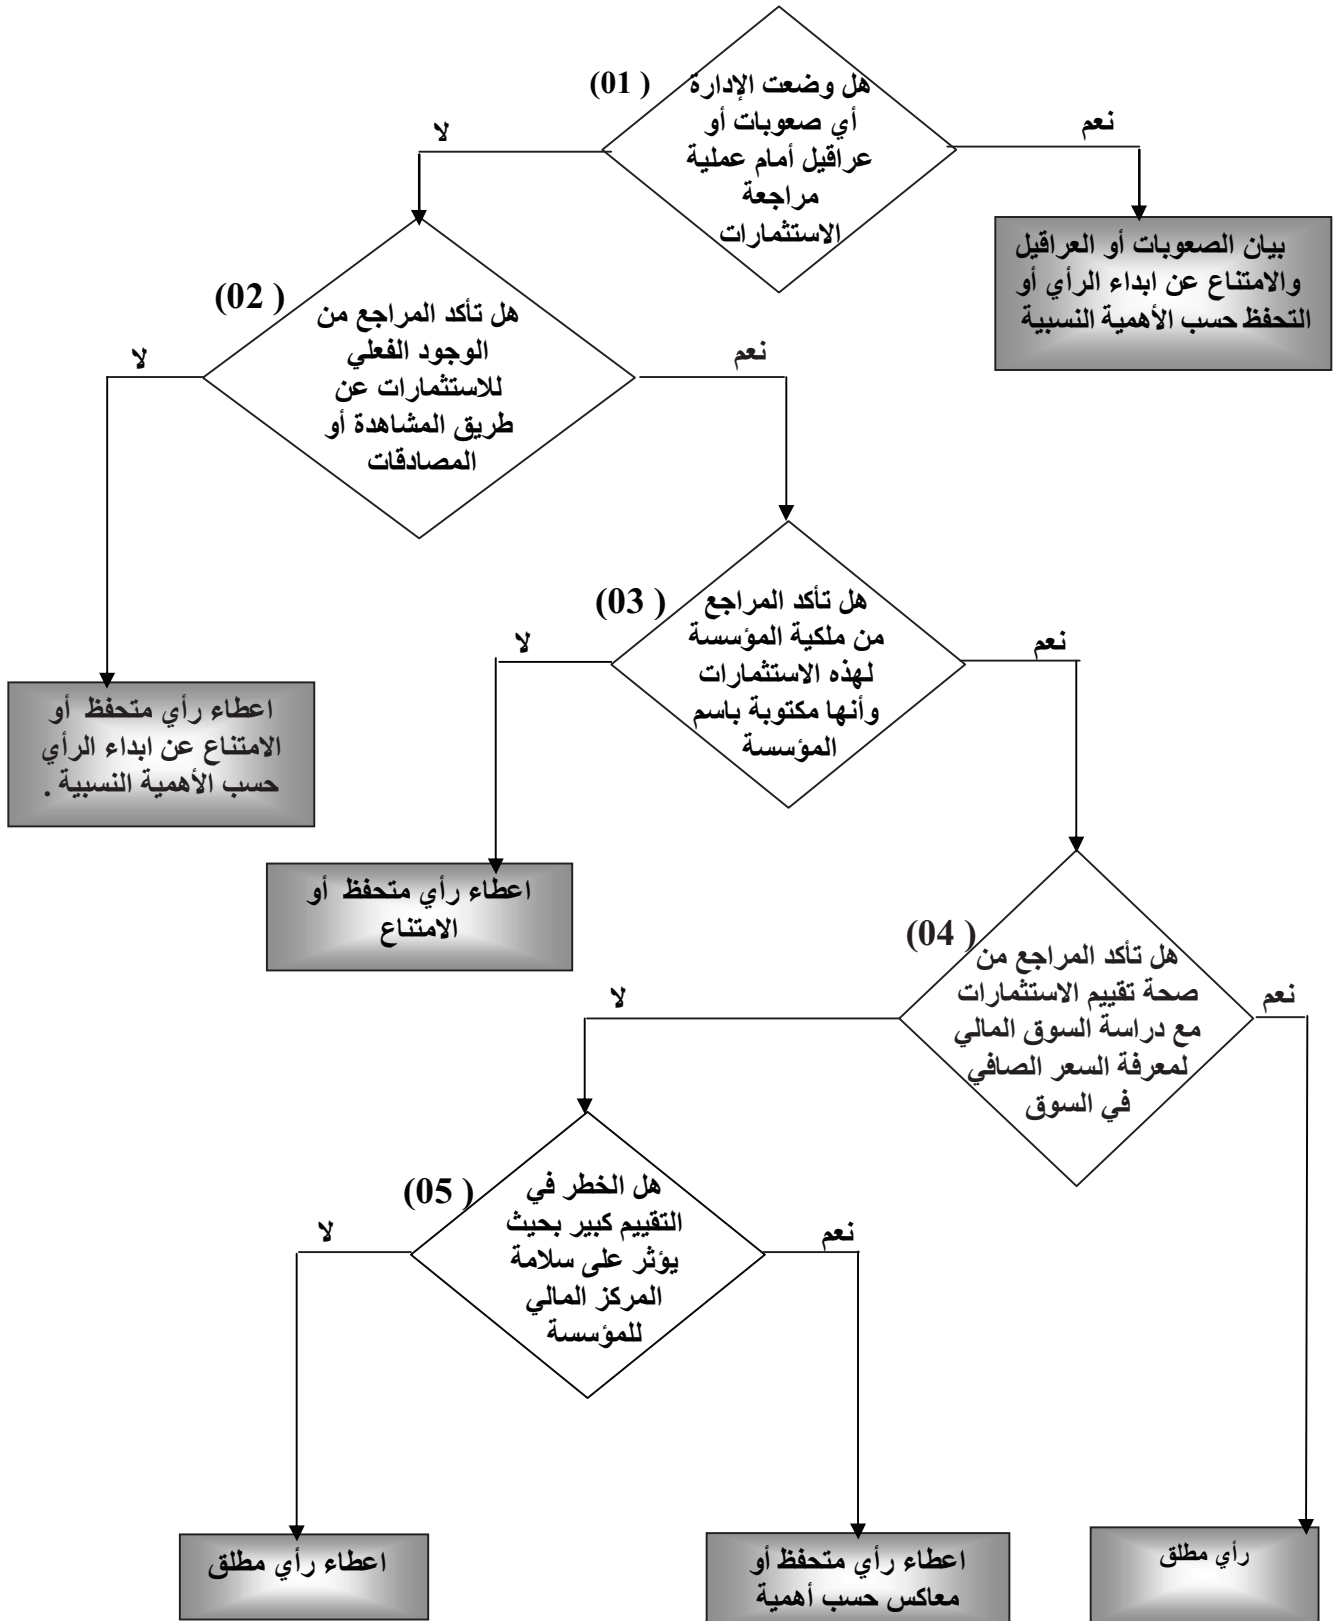 (01)
هل وضعت الإدارة
أي صعوبات أو
عراقيل أمام عملية
مراجعة
الاستثمارات
نعم
لا
بيان الصعوبات أو العراقيل
والامتناع عن ابداء الرأي أو
التحفظ حسب الأهمية النسبية
(02)
هل تأكد المراجع من
الوجود الفعلي
للاستثمارات عن
طريق المشاهدة أو
المصادقات
نعم
لا
(03)
هل تأكد المراجع
من ملكية المؤسسة
لهذه الاستثمارات
وأنها مكتوبة باسم
المؤسسة
نعم
لا
اعطاء رأي متحفظ أو
الامتناع عن ابداء الرأي
حسب الأهمية النسبية .
اعطاء رأي متحفظ أو
الامتناع
(04)
هل تأكد المراجع من
صحة تقييم الاستثمارات
مع دراسة السوق المالي
لمعرفة السعر الصافي
في السوق
نعم
لا
(05)
هل الخطر في
التقييم كبير بحيث
يؤثر على سلامة
المركز المالي
للمؤسسة
نعم
لا
رأي مطلق
اعطاء رأي متحفظ أو
معاكس حسب أهمية
اعطاء رأي مطلق